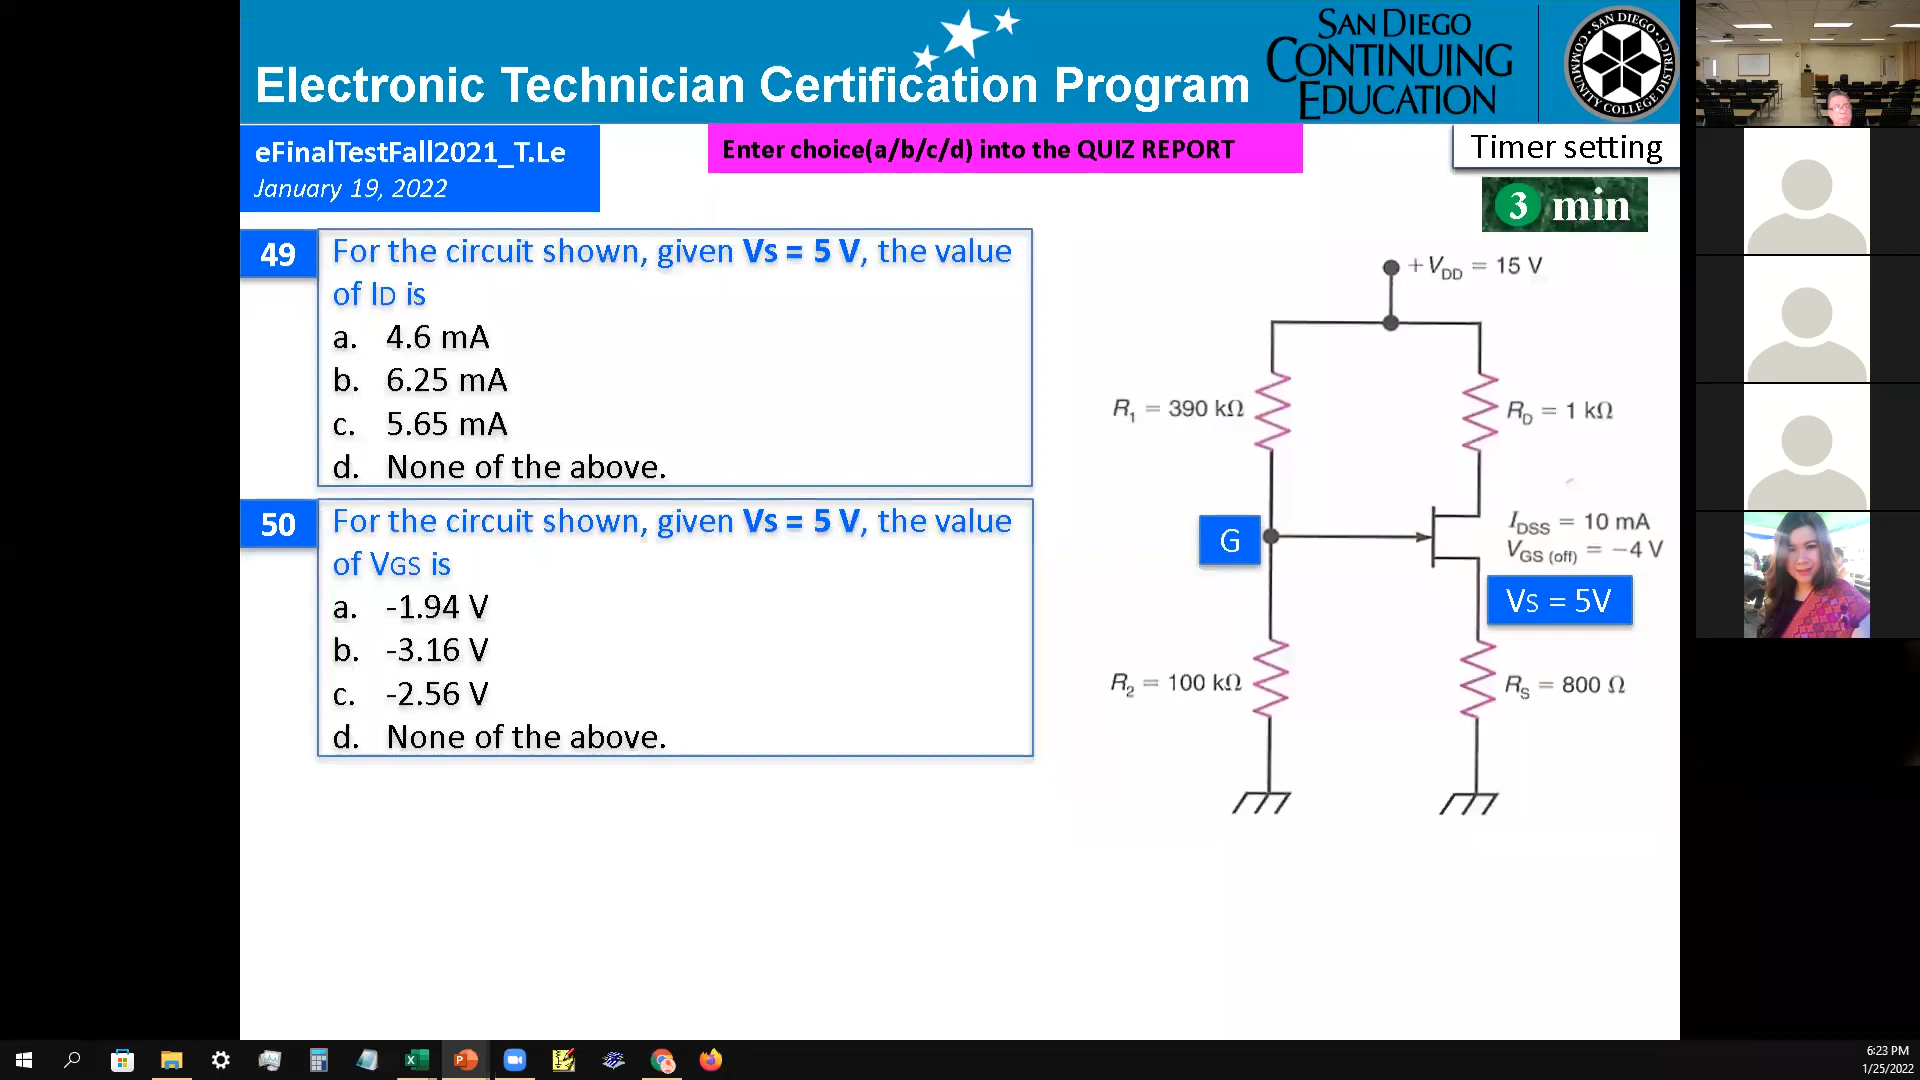 Electronic Technician Certification Program
SAN DIEGO
CONTINUING
EDUCATION
SAN DIEGO
COMMUNITY COLLEGE DISTRICT
eFinalTestFall2021_T.Le
January 19, 2022
Enter choice(a/b/c/d) into the QUIZ REPORT
Timer setting
3 min
49
For the circuit shown, given Vs = 5 V, the value
of ID is
a. 4.6 mA
b. 6.25 mA
c. 5.65 mA
d. None of the above.
50
For the circuit shown, given Vs = 5 V, the value
of VGS is
a. -1.94 V
b. -3.16 V
c. -2.56 V
d. None of the above.
+VDD = 15 V
R1 = 390 kΩ
RD = 1 kΩ
G
IDSS = 10 mA
VGS (off) = −4 V
VS = 5V
R2 = 100 kΩ
RS = 800 Ω
6:23 PM
1/25/2022